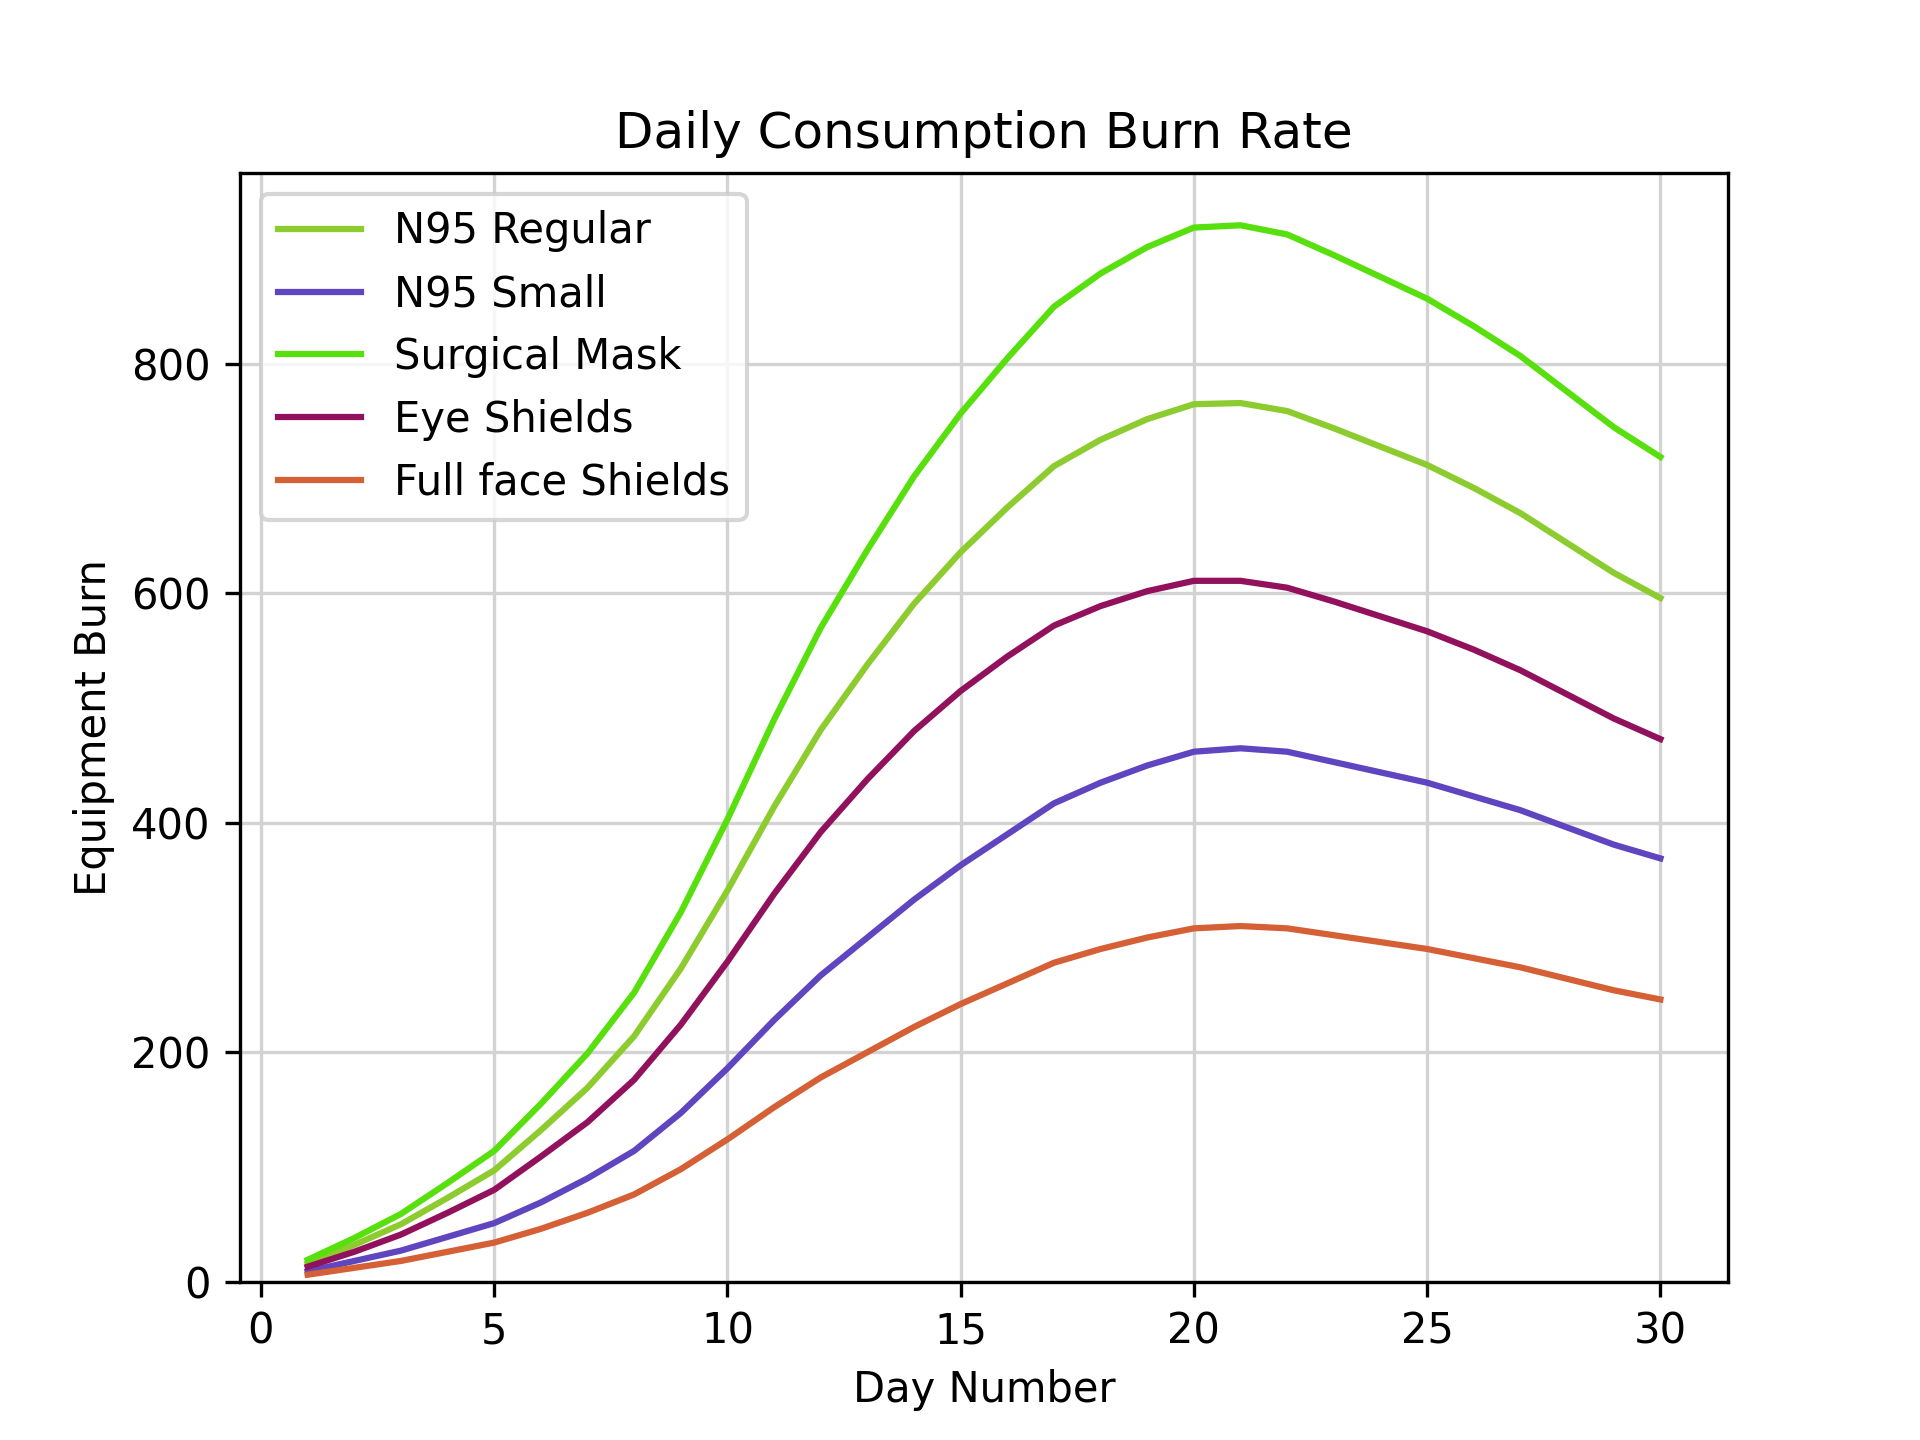 Daily Consumption Burn Rate
N95 Regular
N95 Small
Surgical Mask
Eye Shields
Full face Shields
Equipment Burn
800
600
400
200
0
0 5 10 15 20 25 30
Day Number